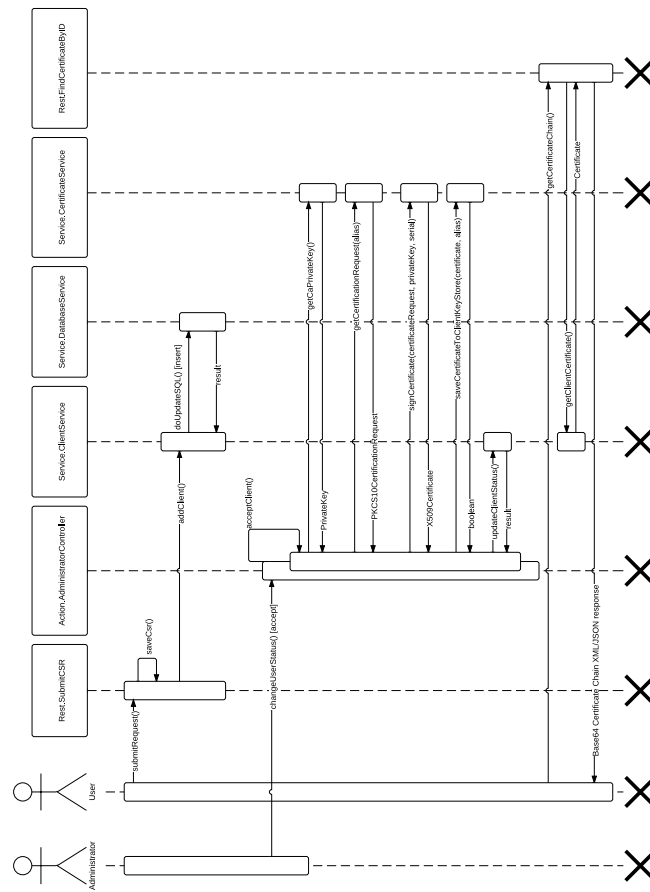 Administrator
User
Rest.SubmitCSR
Action.AdministratorController
Service.ClientService
Service.DatabaseService
Service.CertificateService
Rest.FindCertificateByID
submitRequest()
saveCsr()
addClient()
doUpdateSQL() [insert]
result
changeUserStatus() [accept]
acceptClient()
getCaPrivateKey()
PrivateKey
getCertificationRequest(alias)
PKCS10CertificationRequest
signCertificate(certificateRequest, privateKey, serial)
X509Certificate
saveCertificateToClientKeyStore(certificate, alias)
boolean
updateClientStatus()
result
getCertificateChain()
getClientCertificate()
Certificate
Base64 Certificate Chain XML/JSON response